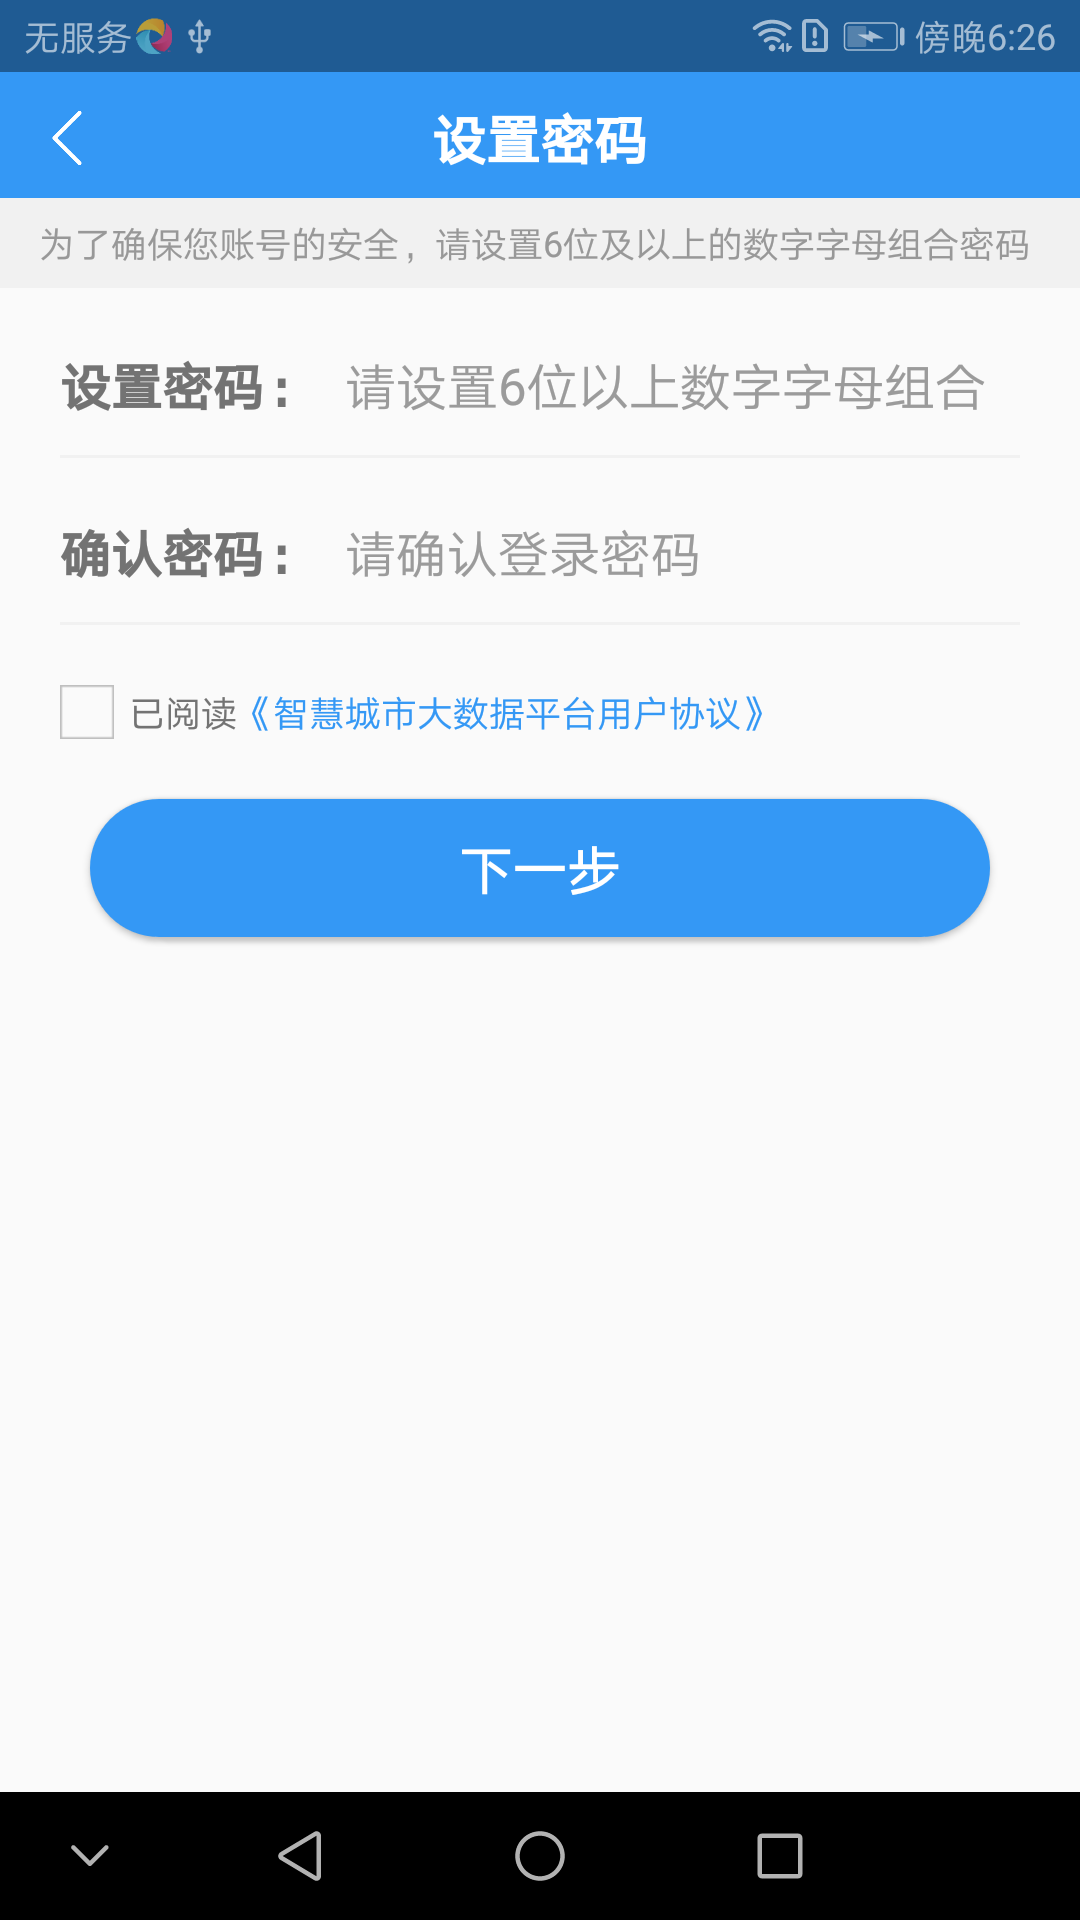 无服务 傍晚6:26
设置密码
为了确保您账号的安全，请设置6位及以上的数字字母组合密码
设置密码： 请设置6位以上数字字母组合
确认密码： 请确认登录密码
已阅读《智慧城市大数据平台用户协议》
下一步